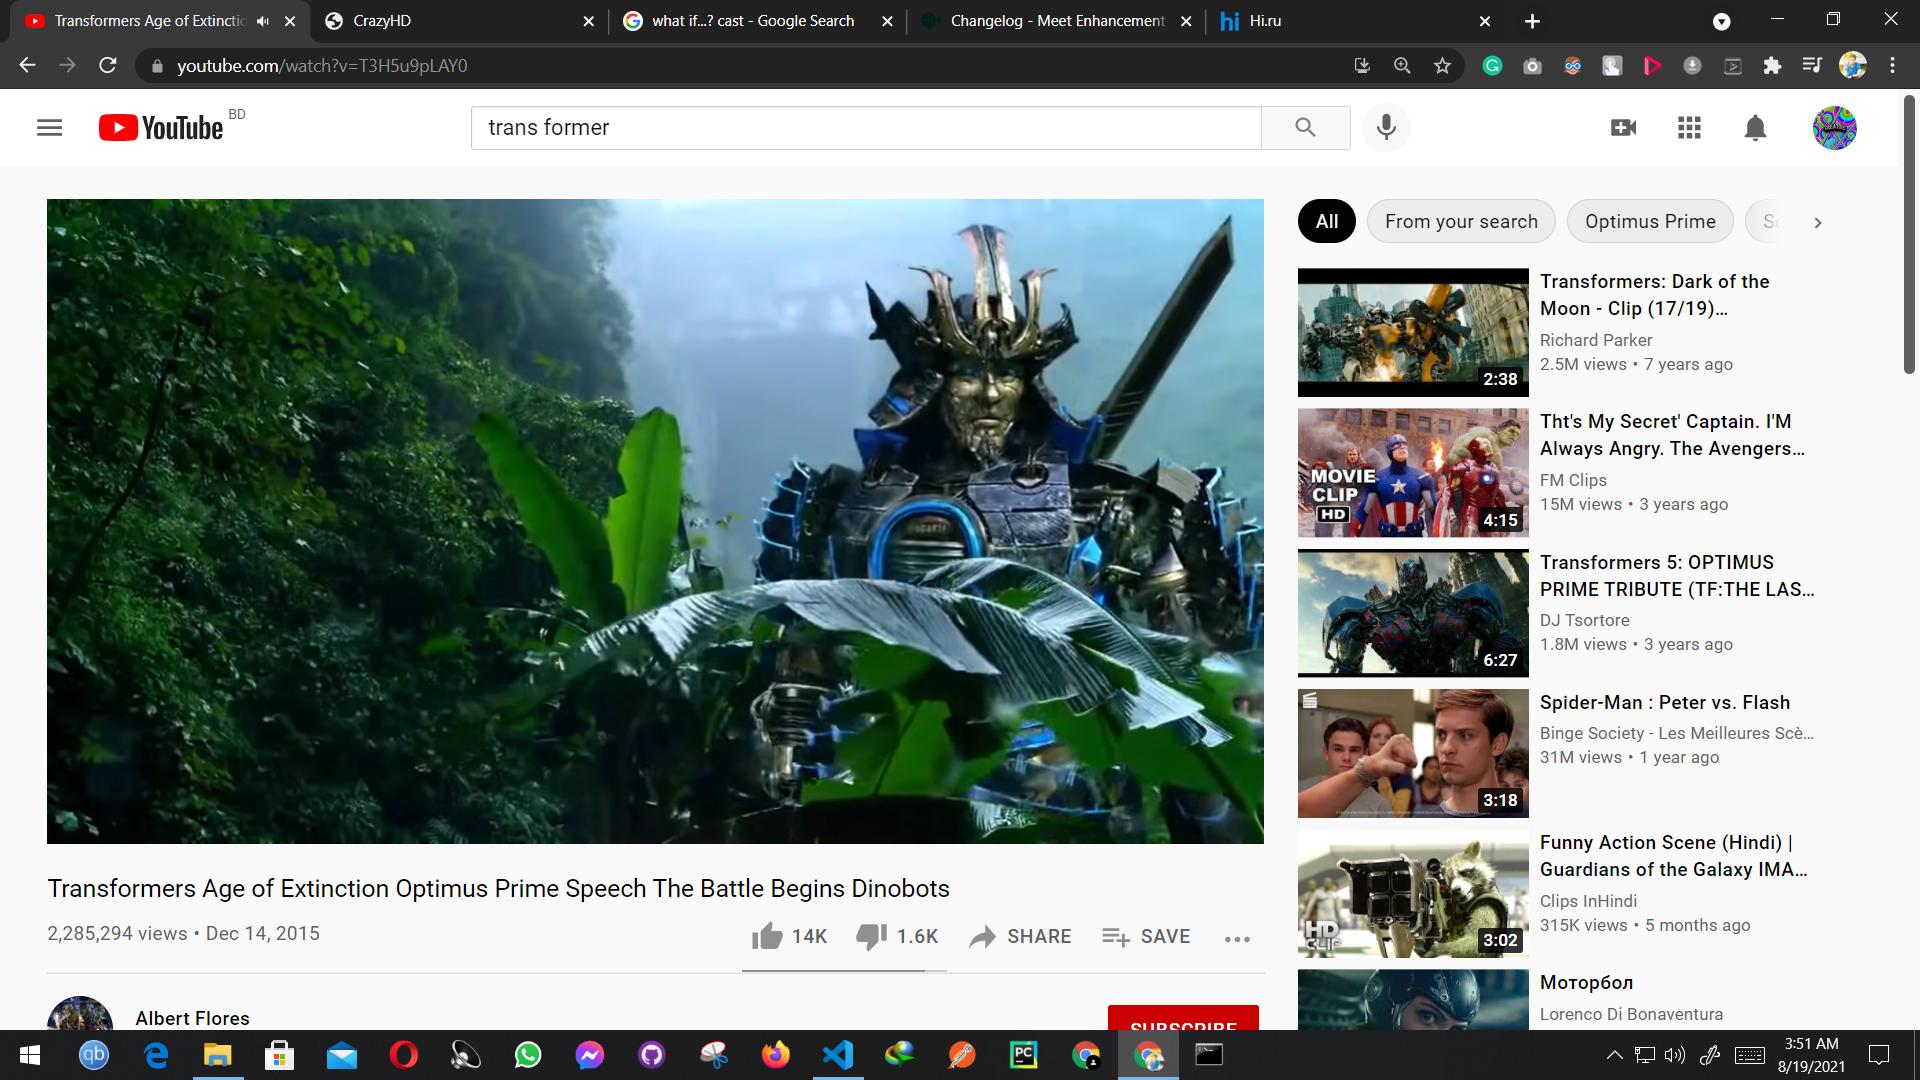 Transformers Age of Extinctio
CrazyHD
what if...? cast - Google Search
Changelog - Meet Enhancement
Hi.ru
youtube.com/watch?v=T3H5u9pLAY0
YouTube BD
trans former
All
From your search
Optimus Prime
Transformers: Dark of the
Moon - Clip (17/19)...
Richard Parker
2.5M views • 7 years ago
2:38
MOVIE
CLIP
HD
4:15
Tht's My Secret' Captain. I'M
Always Angry. The Avengers...
FM Clips
15M views • 3 years ago
6:27
Transformers 5: OPTIMUS
PRIME TRIBUTE (TF:THE LAS...
DJ Tsortore
1.8M views • 3 years ago
3:18
Spider-Man : Peter vs. Flash
Binge Society - Les Meilleures Scè...
31M views • 1 year ago
HD
CLIP
3:02
Funny Action Scene (Hindi) |
Guardians of the Galaxy IMA...
Clips InHindi
315K views • 5 months ago
Моторбол
Lorenco Di Bonaventura
Transformers Age of Extinction Optimus Prime Speech The Battle Begins Dinobots
2,285,294 views • Dec 14, 2015
14K
1.6K
SHARE
SAVE
Albert Flores
SUBSCRIBE
qb
PC
3:51 AM
8/19/2021